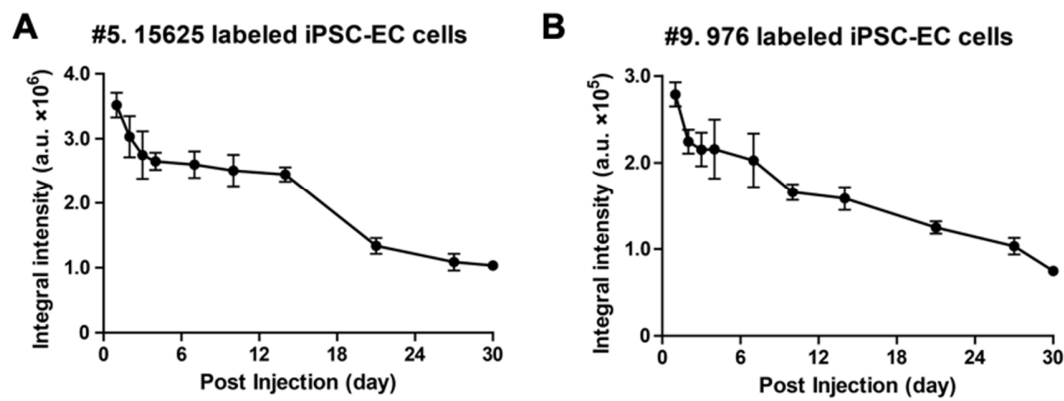 A
#5. 15625 labeled iPSC-EC cells
Integral intensity (a.u. ×10⁶)
4.0
3.0
2.0
1.0
0
0 6 12 18 24 30
Post Injection (day)
B
#9. 976 labeled iPSC-EC cells
Integral intensity (a.u. ×10⁵)
3.0
2.0
1.0
0
0 6 12 18 24 30
Post Injection (day)